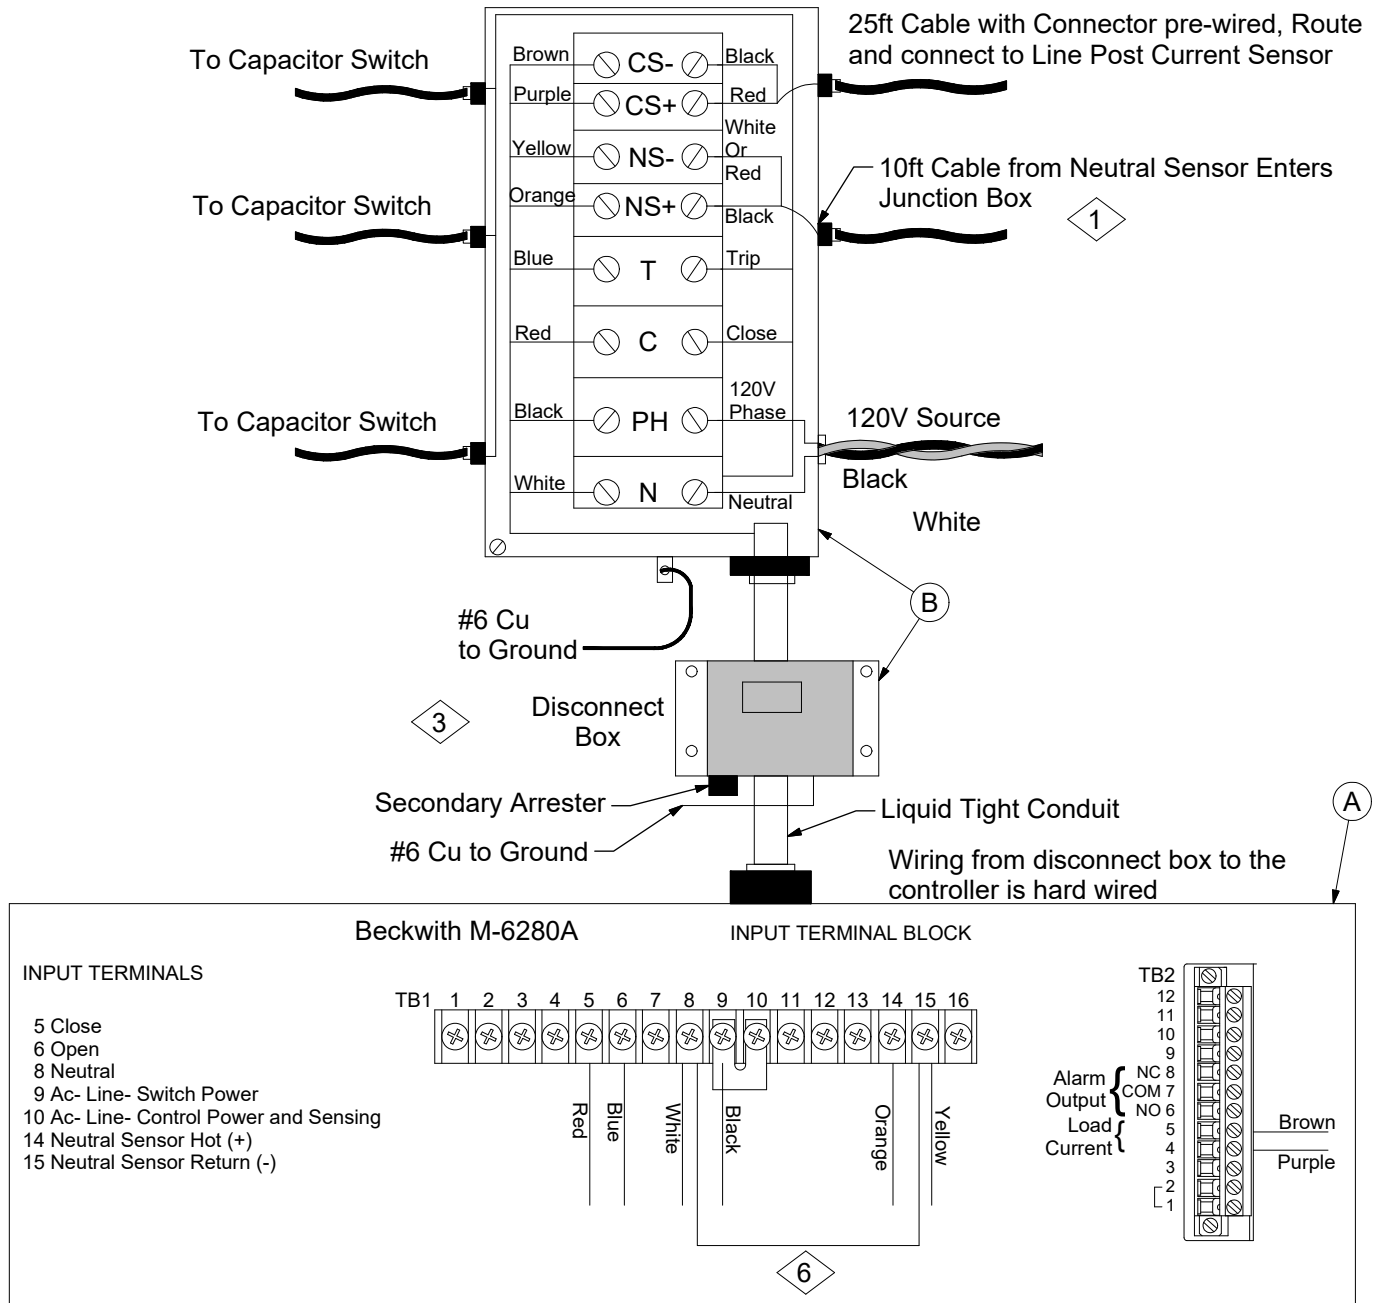 25ft Cable with Connector pre-wired, Route
and connect to Line Post Current Sensor
To Capacitor Switch
Brown
CS-
Black
Purple
CS+
Red
White
Or
Red
Yellow
NS-
10ft Cable from Neutral Sensor Enters
Junction Box
1
To Capacitor Switch
Orange
NS+
Black
Blue
T
Trip
Red
C
Close
To Capacitor Switch
Black
PH
120V
Phase
120V Source
Black
White
White
N
Neutral
B
#6 Cu
to Ground
3
Disconnect
Box
Secondary Arrester
#6 Cu to Ground
Liquid Tight Conduit
A
Wiring from disconnect box to the
controller is hard wired
Beckwith M-6280A
INPUT TERMINAL BLOCK
INPUT TERMINALS
5 Close
6 Open
8 Neutral
9 Ac- Line- Switch Power
10 Ac- Line- Control Power and Sensing
14 Neutral Sensor Hot (+)
15 Neutral Sensor Return (-)
TB1 1 2 3 4 5 6 7 8 9 10 11 12 13 14 15 16
Red
Blue
White
Black
Orange
Yellow
6
TB2
12
11
10
9
NC 8
COM 7
NO 6
5
4
3
2
1
Alarm
Output
Load
Current
Brown
Purple